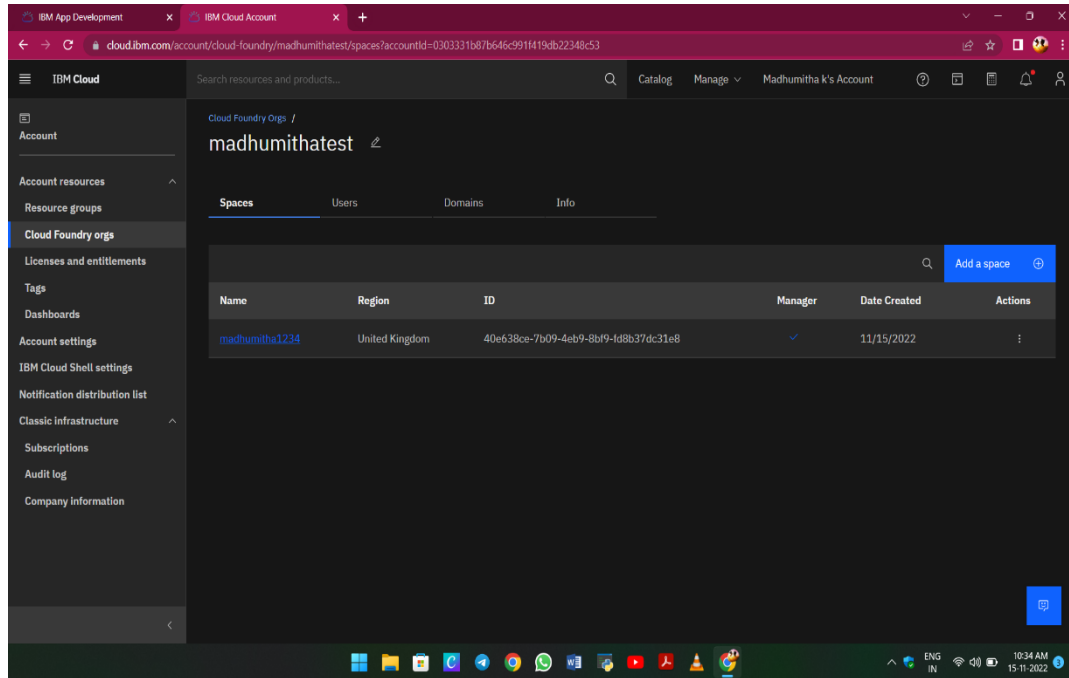 IBM App Development
IBM Cloud Account
cloud.ibm.com/account/cloud-foundry/madhumithatest/spaces?accountId=0303331b87b646c991f419db22348c53
IBM Cloud
Search resources and products...
Catalog
Manage
Madhumitha k's Account
Account
Account resources
Resource groups
Cloud Foundry orgs
Licenses and entitlements
Tags
Dashboards
Account settings
IBM Cloud Shell settings
Notification distribution list
Classic infrastructure
Subscriptions
Audit log
Company information
Cloud Foundry Orgs /
madhumithatest
Spaces Users Domains Info
Add a space
Name Region ID Manager Date Created Actions
madhumitha1234 United Kingdom 40e638ce-7b09-4eb9-8bf9-fd8b37dc31e8 11/15/2022
ENG
IN
10:34 AM
15-11-2022
3